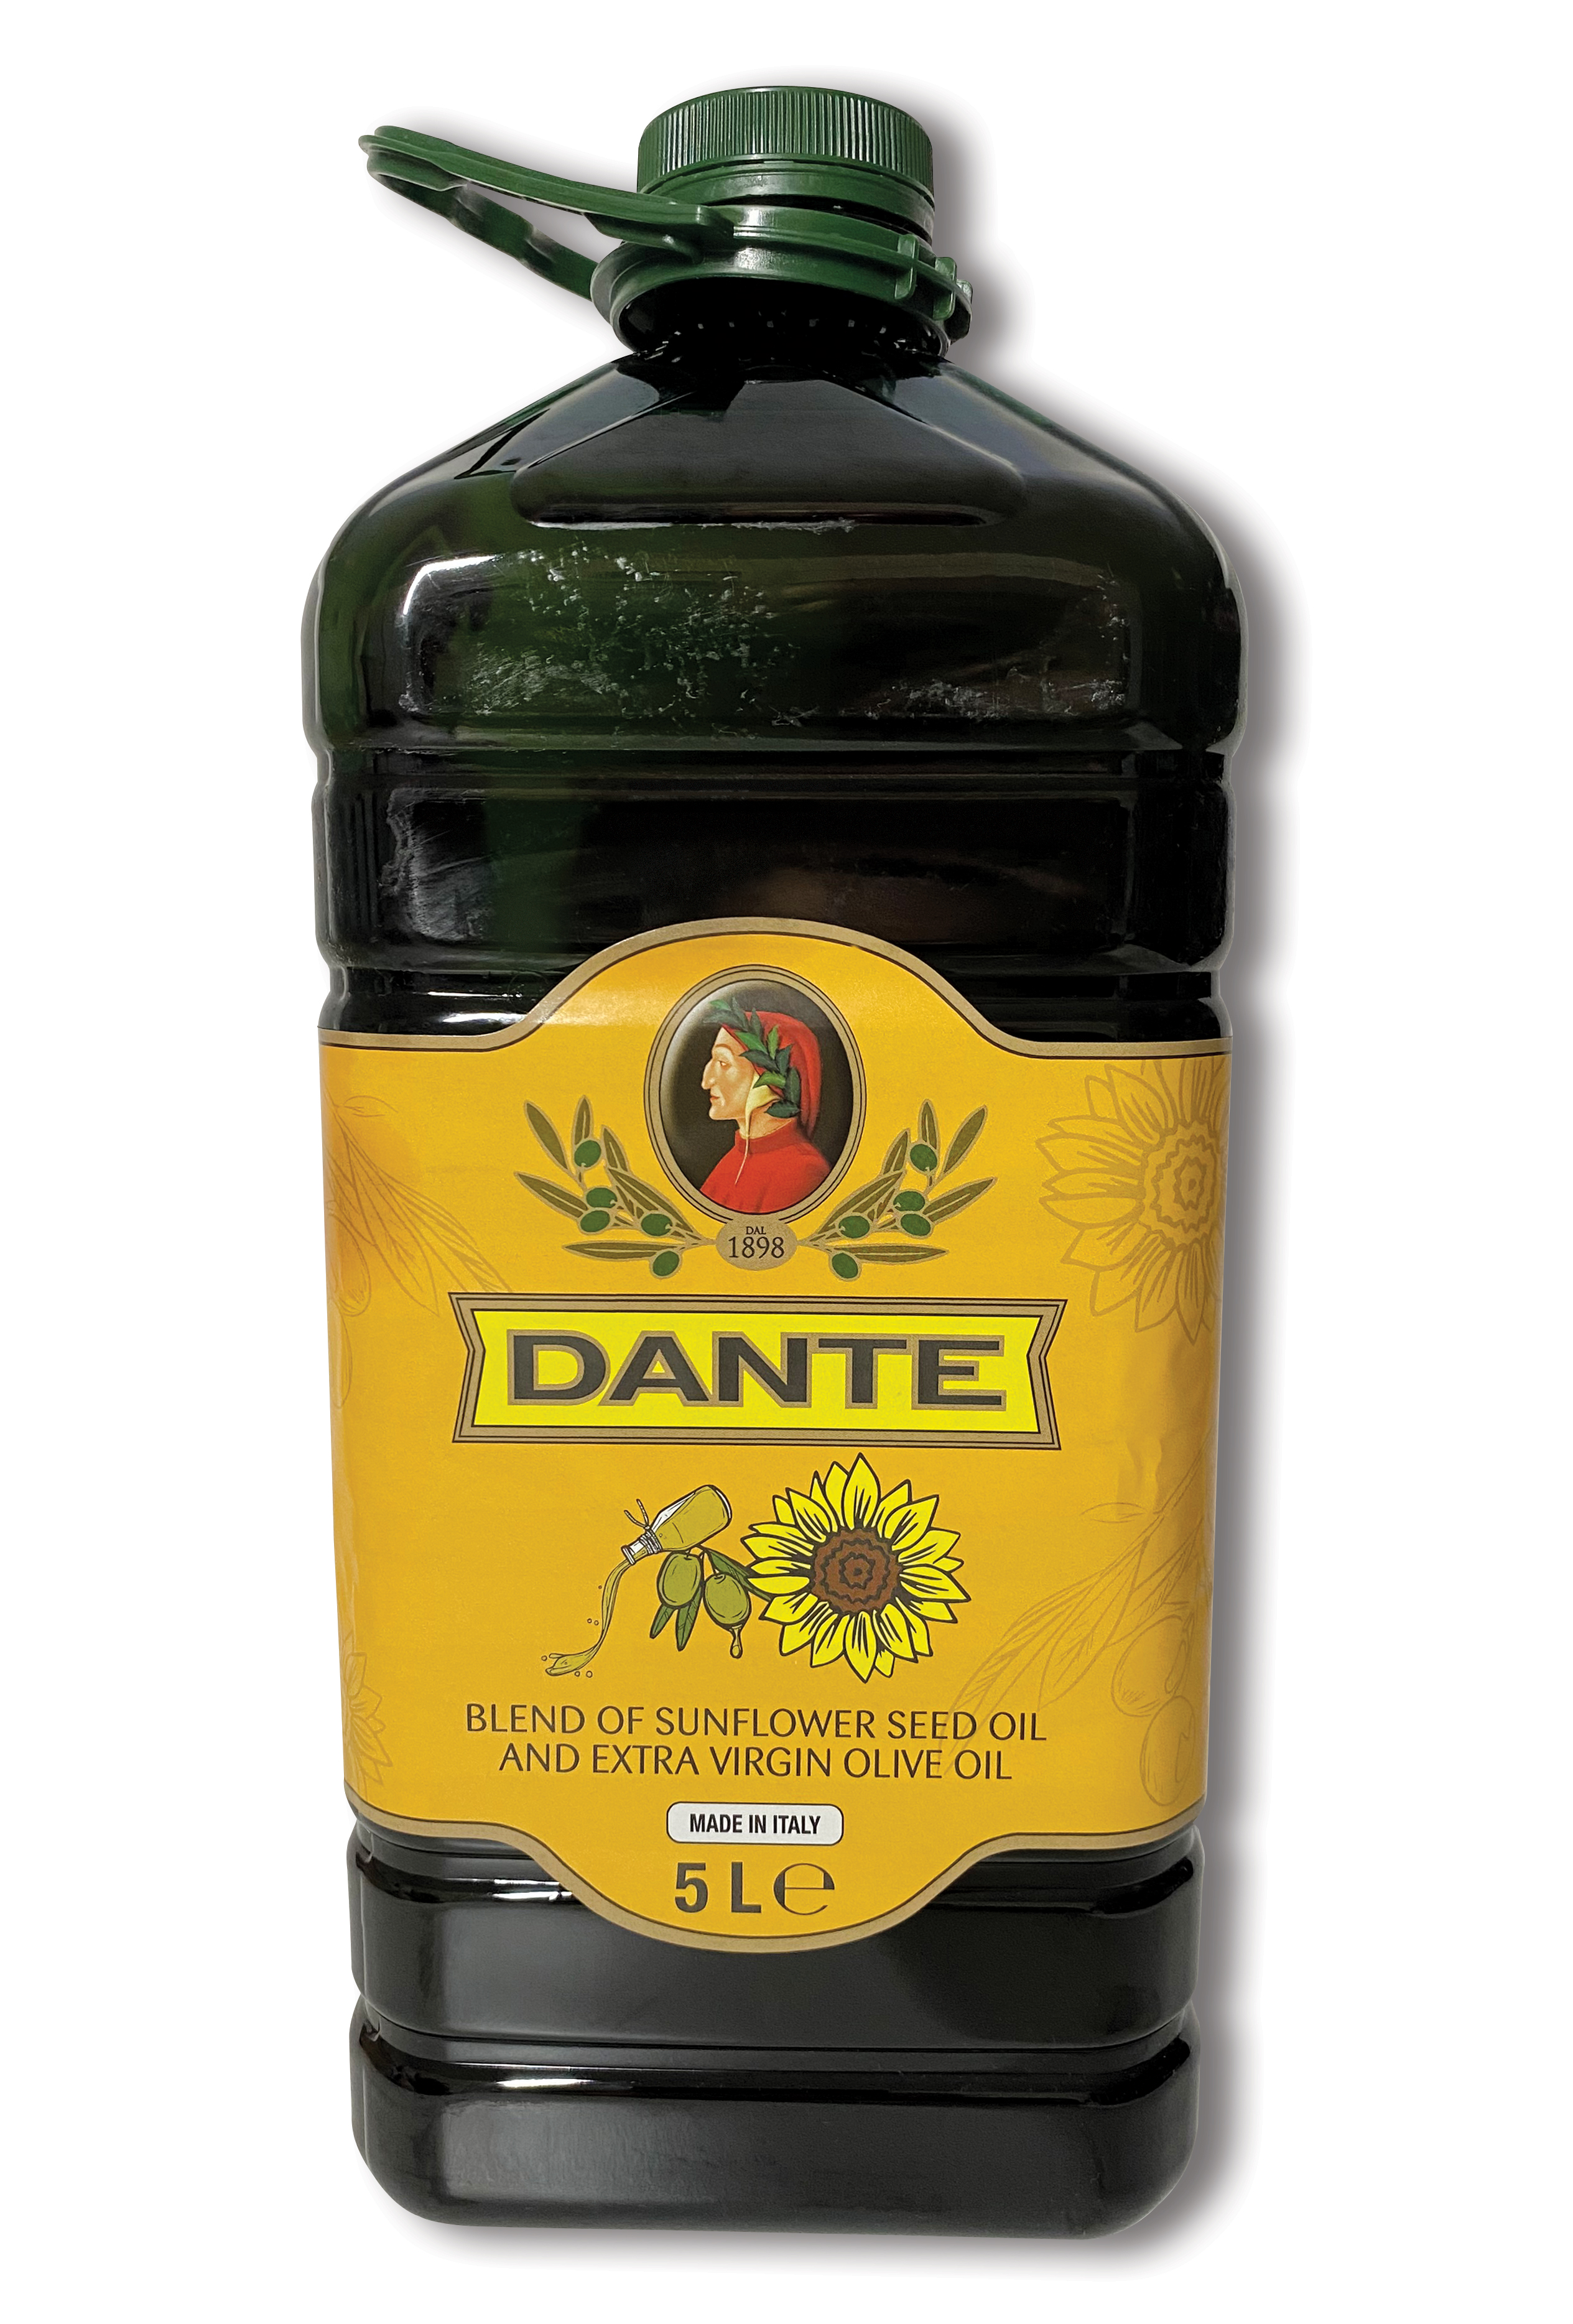 DAL
1898
DANTE
BLEND OF SUNFLOWER SEED OIL
AND EXTRA VIRGIN OLIVE OIL
MADE IN ITALY
5 L ℮